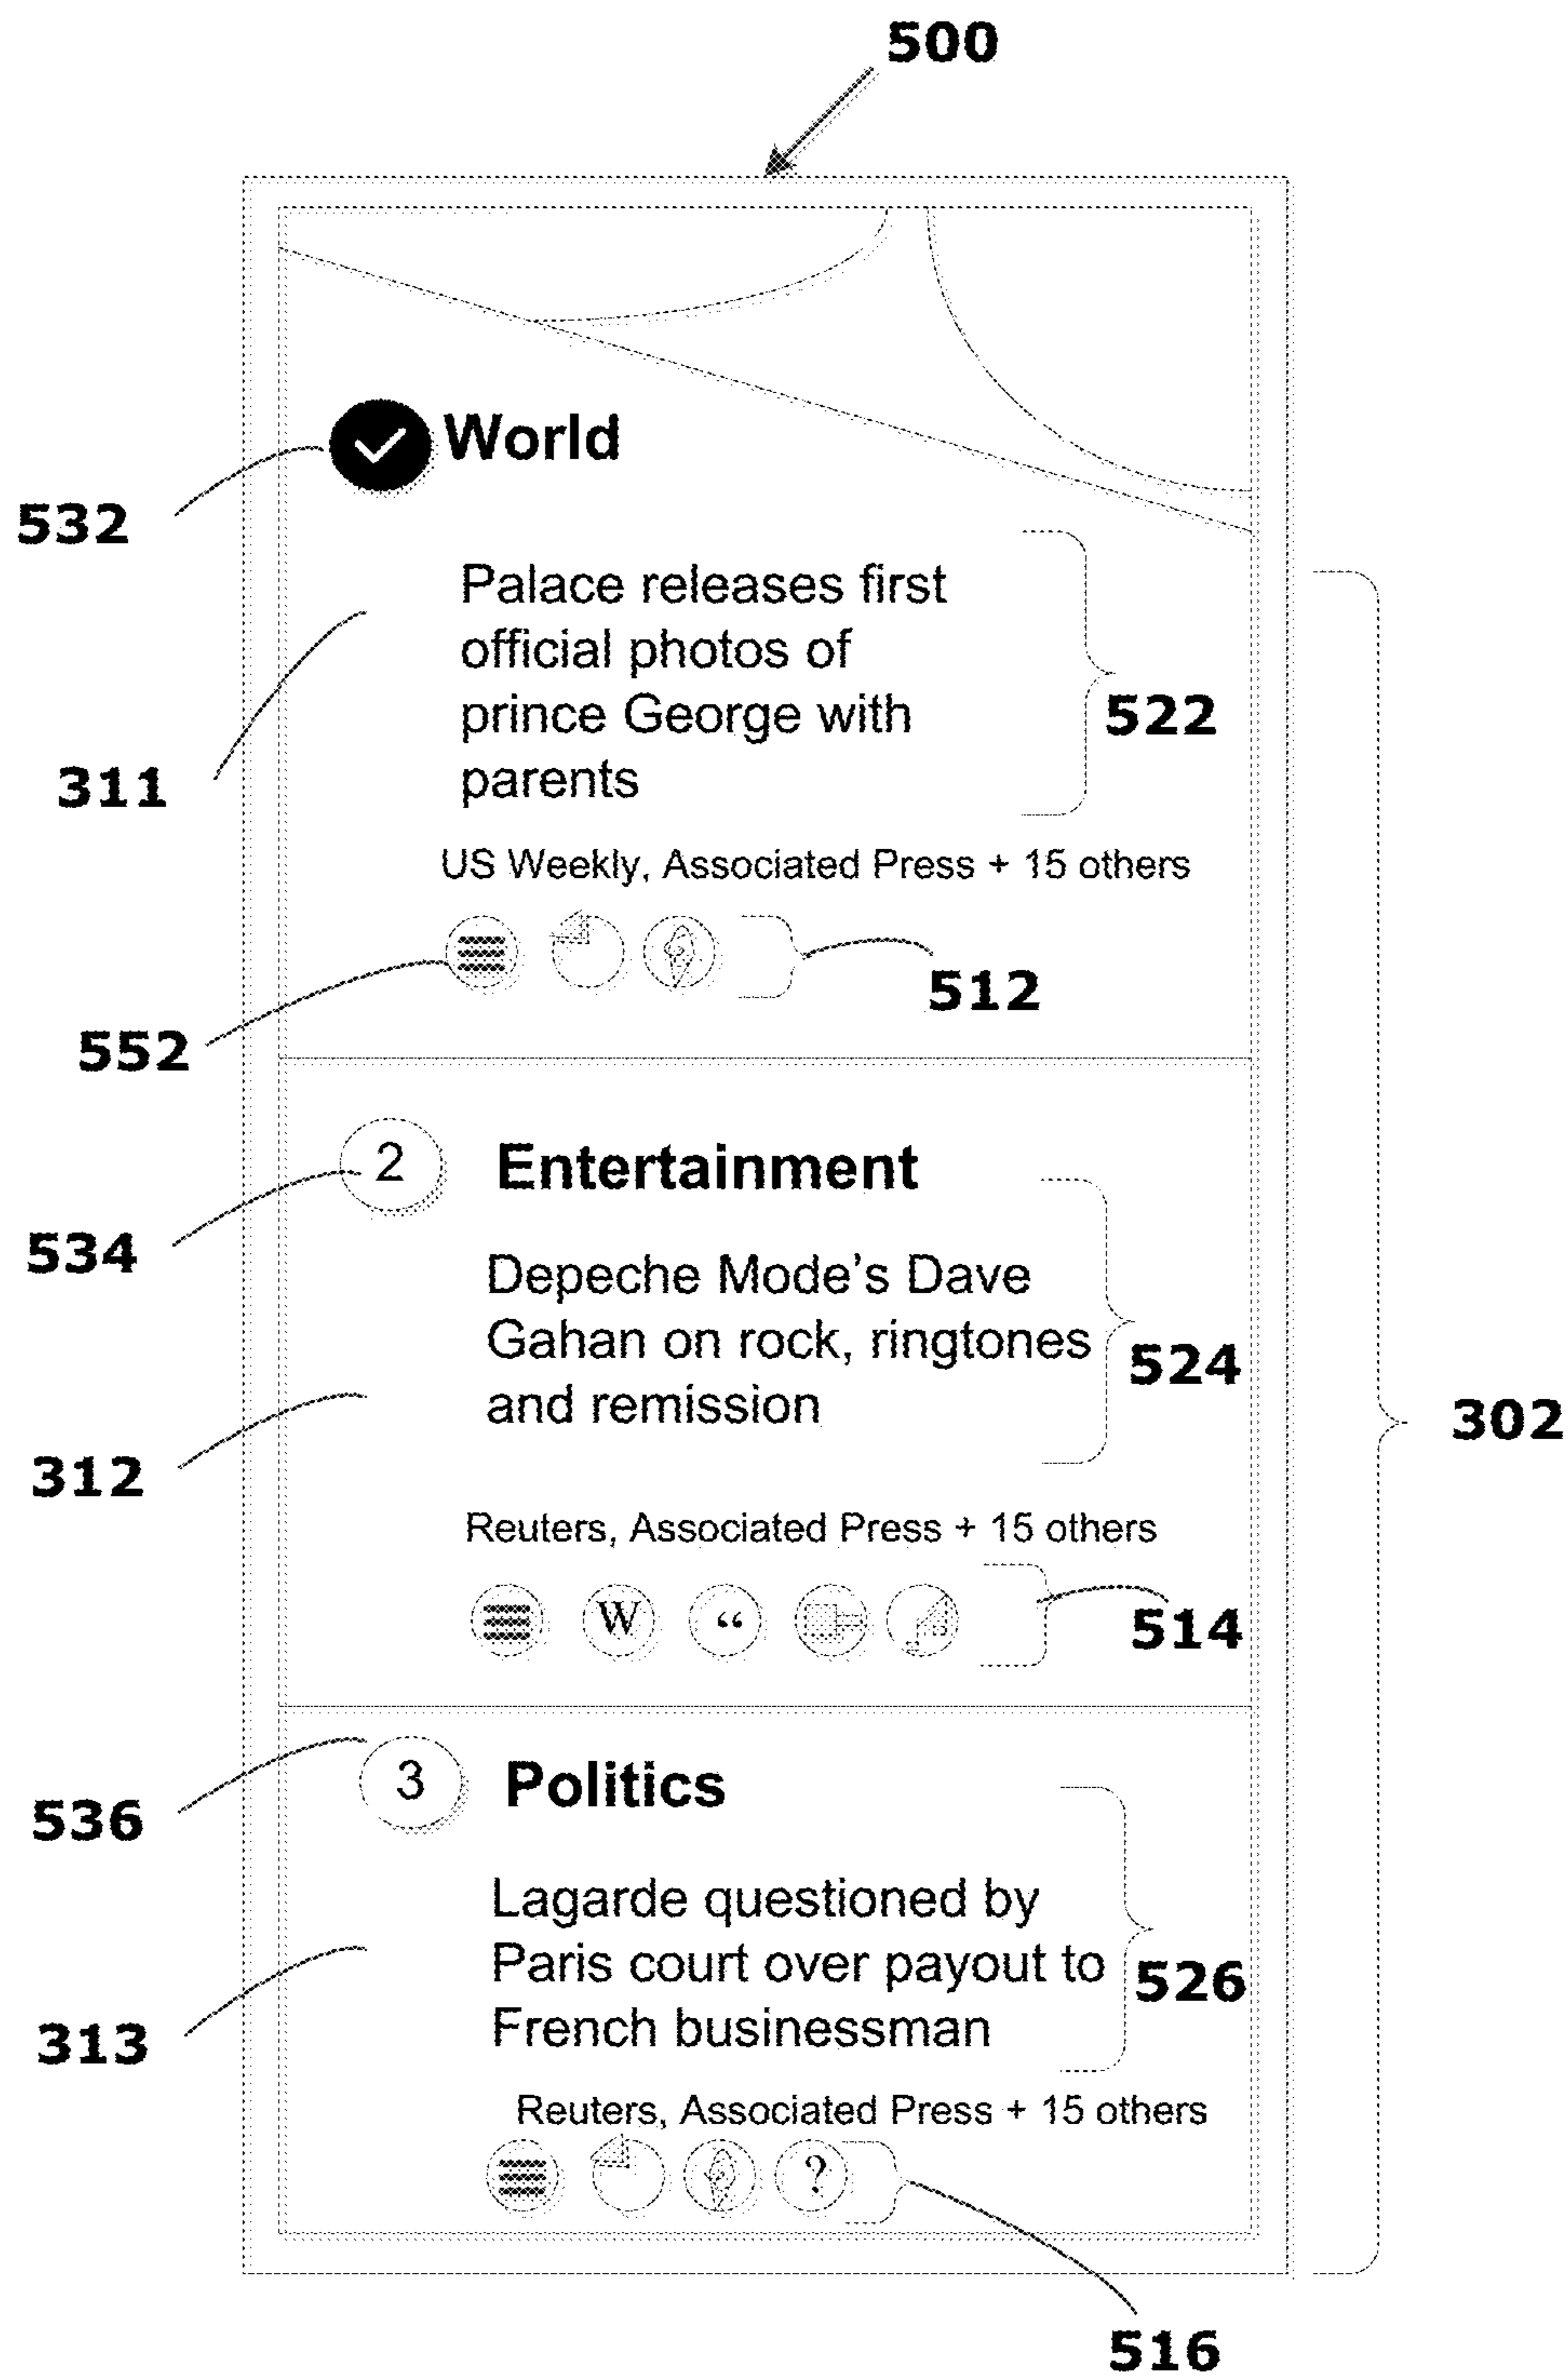 500
World
532
Palace releases first
official photos of
prince George with
parents
522
311
US Weekly, Associated Press + 15 others
512
552
2 Entertainment
534
Depeche Mode's Dave
Gahan on rock, ringtones
and remission
524
302
312
Reuters, Associated Press + 15 others
W “
514
3 Politics
536
Lagarde questioned by
Paris court over payout to
French businessman
526
313
Reuters, Associated Press + 15 others
?
516